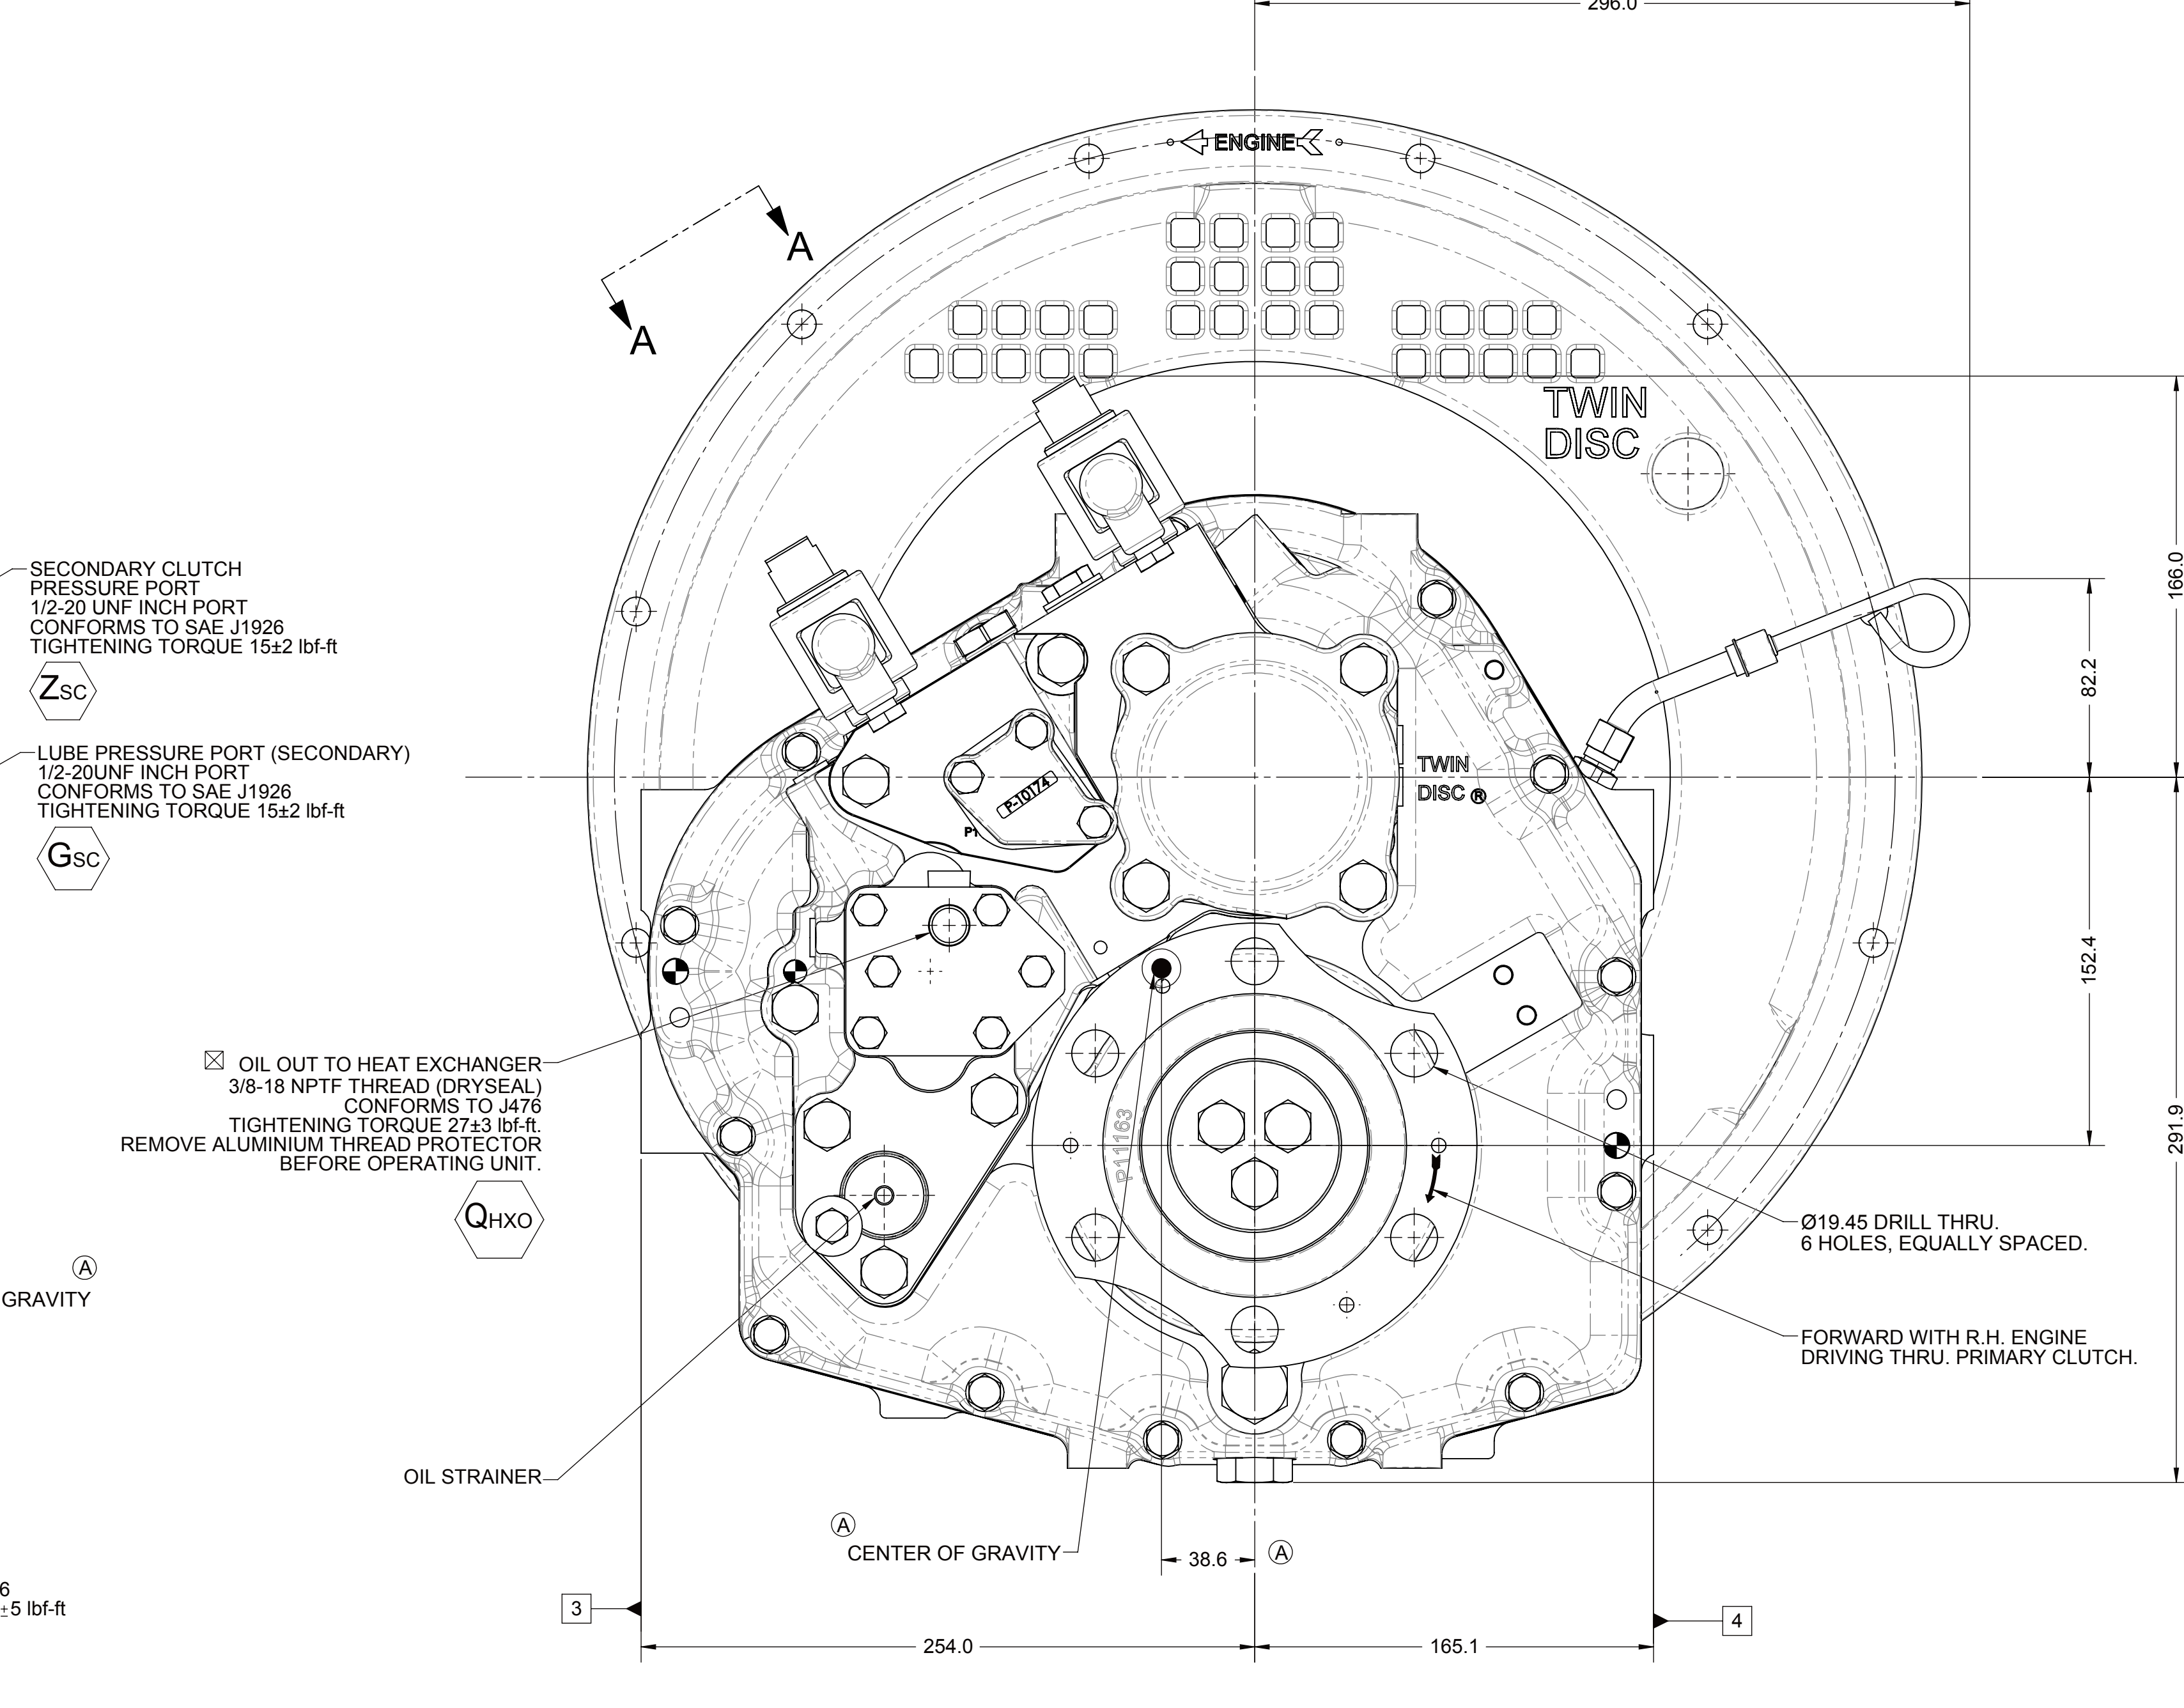 296.0
ENGINE
A
A
TWIN
DISC
SECONDARY CLUTCH
PRESSURE PORT
1/2-20 UNF INCH PORT
CONFORMS TO SAE J1926
TIGHTENING TORQUE 15±2 lbf-ft
ZSC
166.0
82.2
LUBE PRESSURE PORT (SECONDARY)
1/2-20UNF INCH PORT
CONFORMS TO SAE J1926
TIGHTENING TORQUE 15±2 lbf-ft
GSC
TWIN
DISC ®
P-10174
P1
152.4
☒ OIL OUT TO HEAT EXCHANGER
3/8-18 NPTF THREAD (DRYSEAL)
CONFORMS TO J476
TIGHTENING TORQUE 27±3 lbf-ft.
REMOVE ALUMINIUM THREAD PROTECTOR
BEFORE OPERATING UNIT.
QHXO
P11163
291.9
Ø19.45 DRILL THRU.
6 HOLES, EQUALLY SPACED.
A
GRAVITY
FORWARD WITH R.H. ENGINE
DRIVING THRU. PRIMARY CLUTCH.
OIL STRAINER
A
CENTER OF GRAVITY
38.6
A
6
±5 lbf-ft
3
4
254.0
165.1